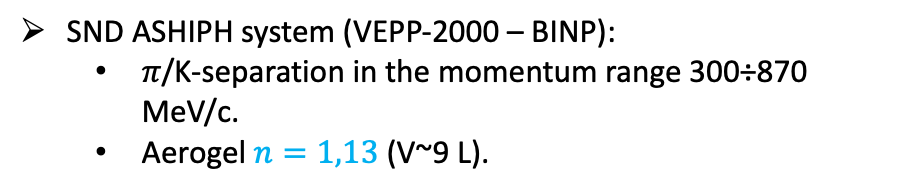 ➢ SND ASHIPH system (VEPP-2000 – BINP):
• π/K-separation in the momentum range 300÷870
MeV/c.
• Aerogel n = 1,13 (V~9 L).